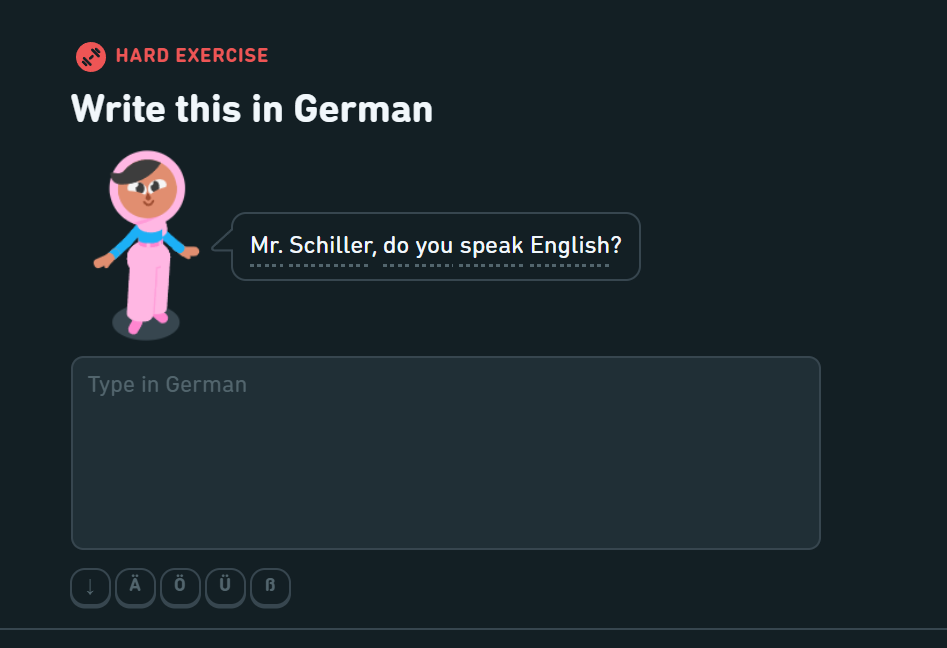 HARD EXERCISE
Write this in German
Mr. Schiller, do you speak English?
Type in German
↓ Ä Ö Ü ß